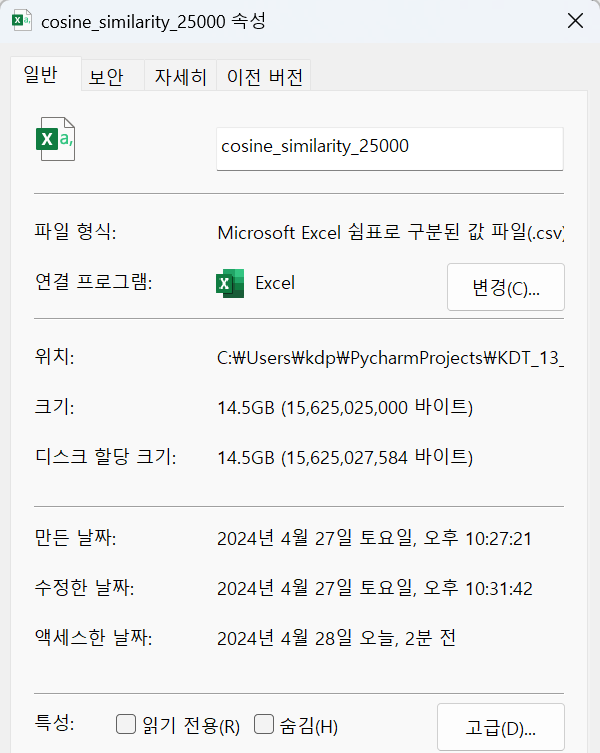 cosine_similarity_25000 속성
일반 보안 자세히 이전 버전
cosine_similarity_25000
파일 형식: Microsoft Excel 쉼표로 구분된 값 파일(.csv)
연결 프로그램: Excel 변경(C)...
위치: C:₩Users₩kdp₩PycharmProjects₩KDT_13_
크기: 14.5GB (15,625,025,000 바이트)
디스크 할당 크기: 14.5GB (15,625,027,584 바이트)
만든 날짜: 2024년 4월 27일 토요일, 오후 10:27:21
수정한 날짜: 2024년 4월 27일 토요일, 오후 10:31:42
액세스한 날짜: 2024년 4월 28일 오늘, 2분 전
특성: 읽기 전용(R) 숨김(H) 고급(D)...